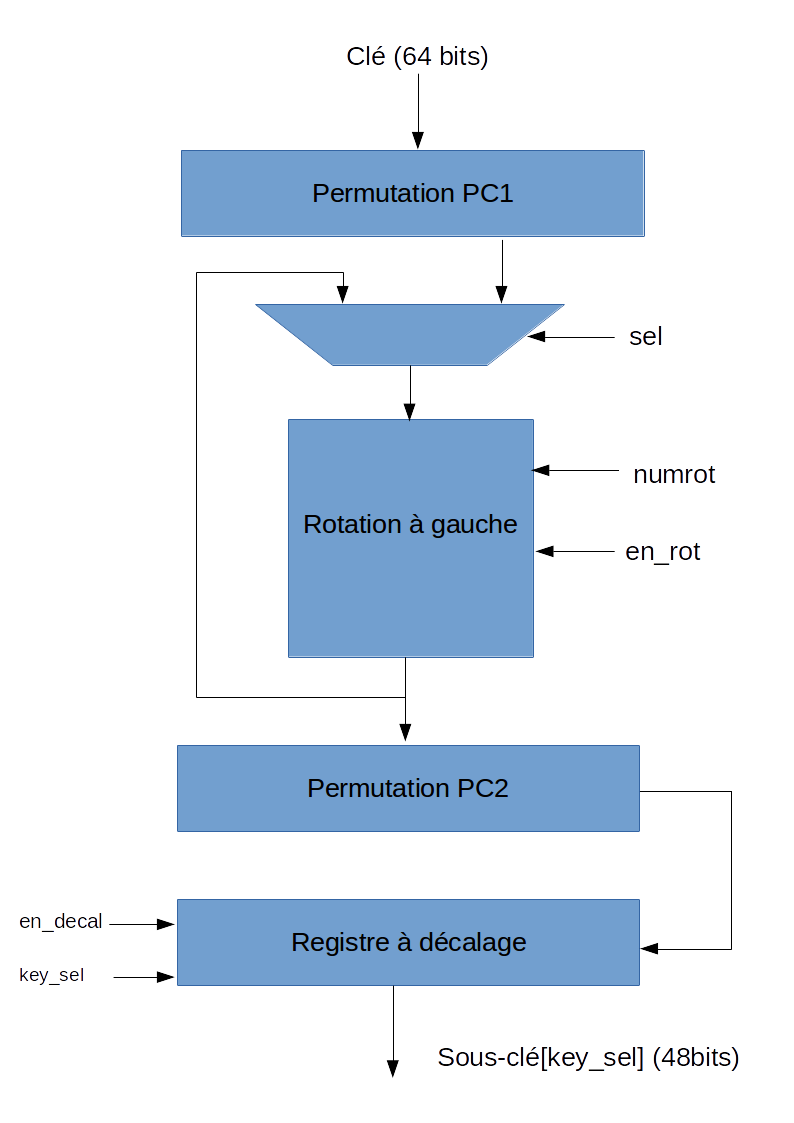 Clé (64 bits)
Permutation PC1
sel
numrot
Rotation à gauche
en_rot
Permutation PC2
en_decal
Registre à décalage
key_sel
Sous-clé[key_sel] (48bits)